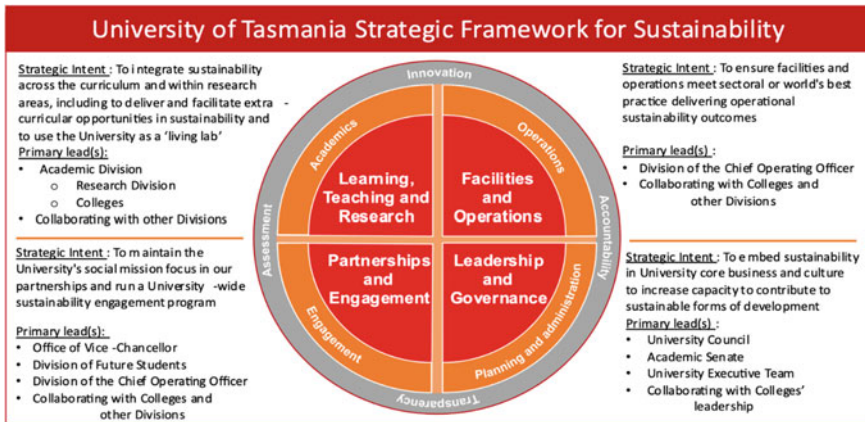 University of Tasmania Strategic Framework for Sustainability
Strategic Intent : To integrate sustainability
across the curriculum and within research
areas, including to deliver and facilitate extra -
curricular opportunities in sustainability and
to use the University as a 'living lab'
Primary lead(s):
• Academic Division
o Research Division
o Colleges
• Collaborating with other Divisions
Strategic Intent : To maintain the
University's social mission focus in our
partnerships and run a University -wide
sustainability engagement program
Primary lead(s):
• Office of Vice -Chancellor
• Division of Future Students
• Division of the Chief Operating Officer
• Collaborating with Colleges and
other Divisions
Innovation
Assessment
Accountability
Transparency
Academics
Operations
Engagement
Planning and administration
Learning,
Teaching and
Research
Facilities
and
Operations
Partnerships
and
Engagement
Leadership
and
Governance
Strategic Intent : To ensure facilities and
operations meet sectoral or world's best
practice delivering operational
sustainability outcomes
Primary lead(s) :
• Division of the Chief Operating Officer
• Collaborating with Colleges and
other Divisions
Strategic Intent : To embed sustainability
in University core business and culture
to increase capacity to contribute to
sustainable forms of development
Primary lead(s) :
• University Council
• Academic Senate
• University Executive Team
• Collaborating with Colleges'
leadership